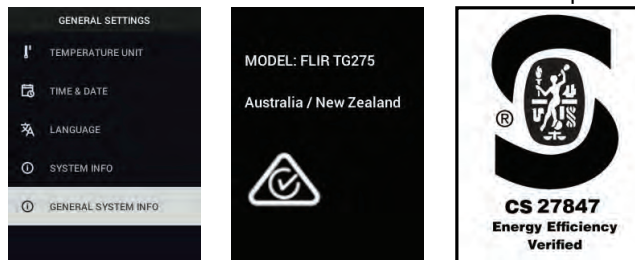 GENERAL SETTINGS
TEMPERATURE UNIT
TIME & DATE
LANGUAGE
SYSTEM INFO
GENERAL SYSTEM INFO
MODEL: FLIR TG275
Australia / New Zealand
®
CS 27847
Energy Efficiency
Verified